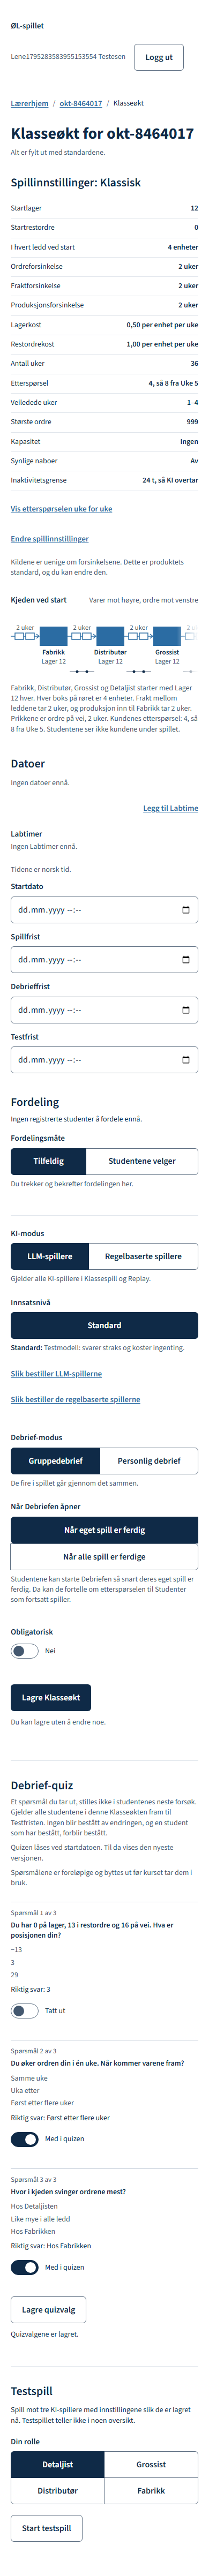 ØL-spillet
Lene1795283583955153554 Testesen
Logg ut
Lærerhjem / okt-8464017 / Klasseøkt
Klasseøkt for okt-8464017
Alt er fylt ut med standardene.
Spillinnstillinger: Klassisk
Startlager 12
Startrestordre 0
I hvert ledd ved start 4 enheter
Ordreforsinkelse 2 uker
Fraktforsinkelse 2 uker
Produksjonsforsinkelse 2 uker
Lagerkost 0,50 per enhet per uke
Restordrekost 1,00 per enhet per uke
Antall uker 36
Etterspørsel 4, så 8 fra Uke 5
Veiledede uker 1–4
Største ordre 999
Kapasitet Ingen
Synlige naboer Av
Inaktivitetsgrense 24 t, så KI overtar
Vis etterspørselen uke for uke
Endre spillinnstillinger
Kildene er uenige om forsinkelsene. Dette er produktets
standard, og du kan endre den.
Kjeden ved start Varer mot høyre, ordre mot venstre
2 uker 2 uker 2 uker
Fabrikk Distributør Grossist
Lager 12 Lager 12 Lager 12
Fabrikk, Distributør, Grossist og Detaljist starter med Lager
12 hver. Hver boks på røret er 4 enheter. Frakt mellom
leddene tar 2 uker, og produksjon inn til Fabrikk tar 2 uker.
Prikkene er ordre på vei, 2 uker. Kundenes etterspørsel: 4, så
8 fra Uke 5. Studentene ser ikke kundene under spillet.
Datoer
Ingen datoer ennå.
Legg til Labtime
Labtimer
Ingen Labtimer ennå.
Tidene er norsk tid.
Startdato
dd.mm.yyyy --:--
Spillfrist
dd.mm.yyyy --:--
Debrieffrist
dd.mm.yyyy --:--
Testfrist
dd.mm.yyyy --:--
Fordeling
Ingen registrerte studenter å fordele ennå.
Fordelingsmåte
Tilfeldig Studentene velger
Du trekker og bekrefter fordelingen her.
KI-modus
LLM-spillere Regelbaserte spillere
Gjelder alle KI-spillere i Klassespill og Replay.
Innsatsnivå
Standard
Standard: Testmodell: svarer straks og koster ingenting.
Slik bestiller LLM-spillerne
Slik bestiller de regelbaserte spillerne
Debrief-modus
Gruppedebrief Personlig debrief
De fire i spillet går gjennom det sammen.
Når Debriefen åpner
Når eget spill er ferdig
Når alle spill er ferdige
Studentene kan starte Debriefen så snart deres eget spill er
ferdig. Da kan de fortelle om etterspørselen til Studenter
som fortsatt spiller.
Obligatorisk
Nei
Lagre Klasseøkt
Du kan lagre uten å endre noe.
Debrief-quiz
Et spørsmål du tar ut, stilles ikke i studentenes neste forsøk.
Gjelder alle studentene i denne Klasseøkten fram til
Testfristen. Ingen blir bestått av endringen, og en student
som har bestått, forblir bestått.
Quizen låses ved startdatoen. Til da vises den nyeste
versjonen.
Spørsmålene er foreløpige og byttes ut før kurset tar dem i
bruk.
Spørsmål 1 av 3
Du har 0 på lager, 13 i restordre og 16 på vei. Hva er
posisjonen din?
−13
3
29
Riktig svar: 3
Tatt ut
Spørsmål 2 av 3
Du øker ordren din i én uke. Når kommer varene fram?
Samme uke
Uka etter
Først etter flere uker
Riktig svar: Først etter flere uker
Med i quizen
Spørsmål 3 av 3
Hvor i kjeden svinger ordrene mest?
Hos Detaljisten
Like mye i alle ledd
Hos Fabrikken
Riktig svar: Hos Fabrikken
Med i quizen
Lagre quizvalg
Quizvalgene er lagret.
Testspill
Spill mot tre KI-spillere med innstillingene slik de er lagret
nå. Testspillet teller ikke i noen oversikt.
Din rolle
Detaljist Grossist
Distributør Fabrikk
Start testspill